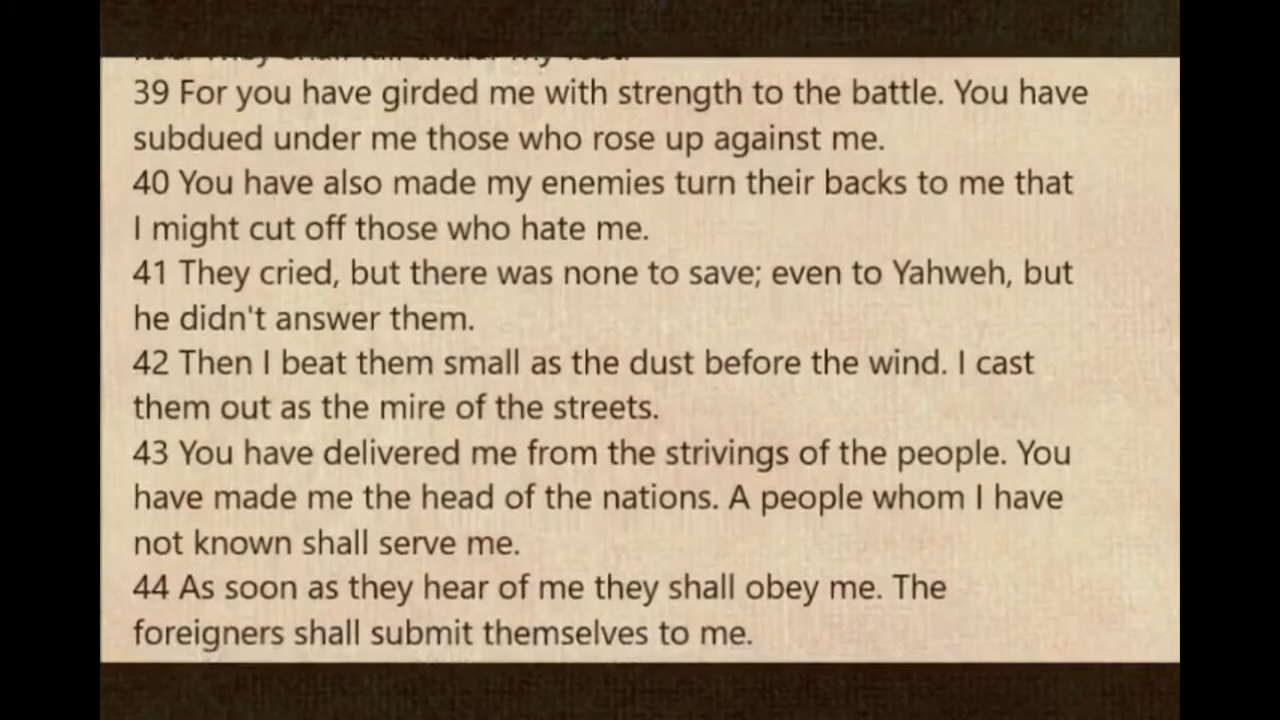 They shall fall under my feet.
39 For you have girded me with strength to the battle. You have
subdued under me those who rose up against me.
40 You have also made my enemies turn their backs to me that
I might cut off those who hate me.
41 They cried, but there was none to save; even to Yahweh, but
he didn't answer them.
42 Then I beat them small as the dust before the wind. I cast
them out as the mire of the streets.
43 You have delivered me from the strivings of the people. You
have made me the head of the nations. A people whom I have
not known shall serve me.
44 As soon as they hear of me they shall obey me. The
foreigners shall submit themselves to me.